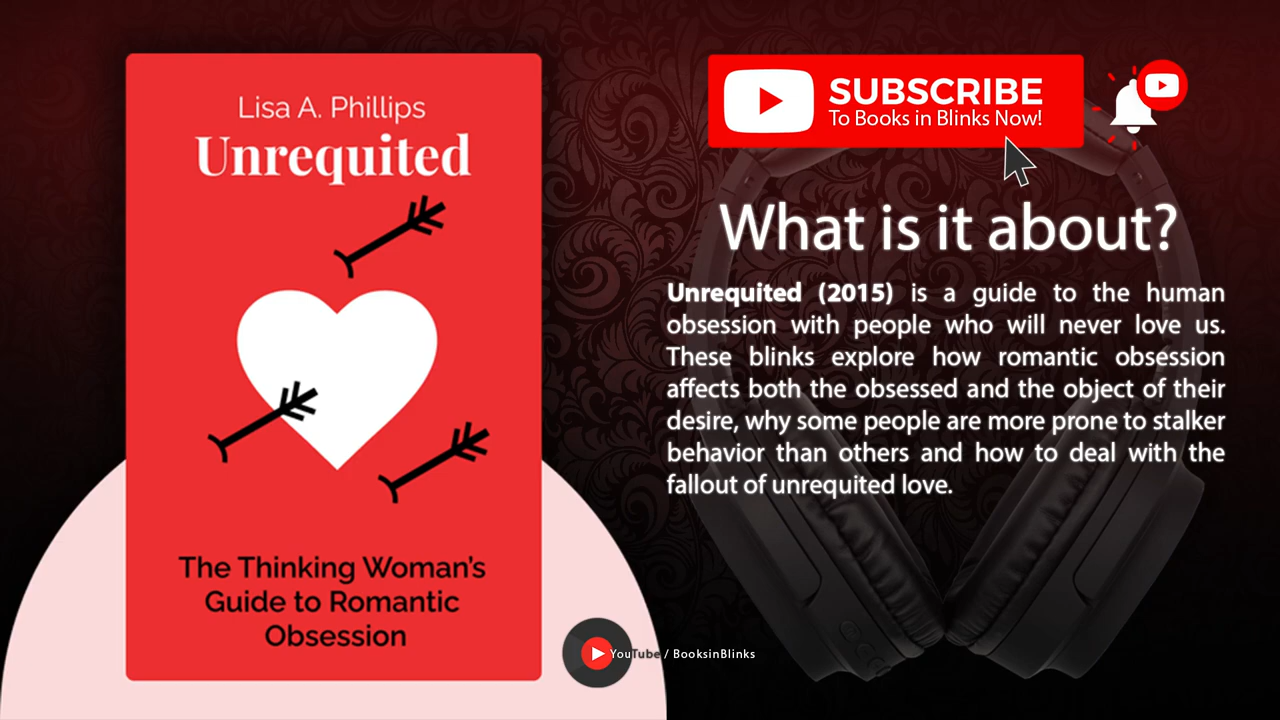 Lisa A. Phillips
Unrequited
The Thinking Woman's
Guide to Romantic
Obsession
SUBSCRIBE
To Books in Blinks Now!
What is it about?
Unrequited (2015) is a guide to the human
obsession with people who will never love us.
These blinks explore how romantic obsession
affects both the obsessed and the object of their
desire, why some people are more prone to stalker
behavior than others and how to deal with the
fallout of unrequited love.
YouTube / BooksinBlinks